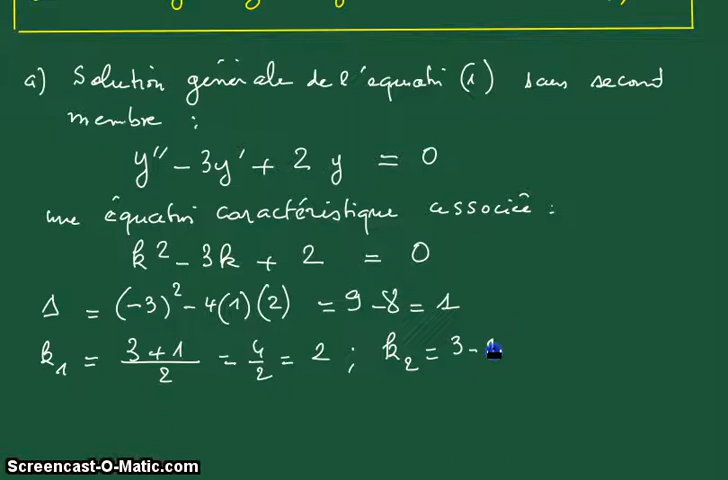 a) Solution générale de l'équati (1) sans second
membre :
y'' - 3y' + 2 y = 0
une équati caractéristique associée :
k² - 3k + 2 = 0
Δ = (-3)² - 4(1)(2) = 9 - 8 = 1
k₁ = (3+1)/2 = 4/2 = 2 ; k₂ = 3 -
Screencast-O-Matic.com